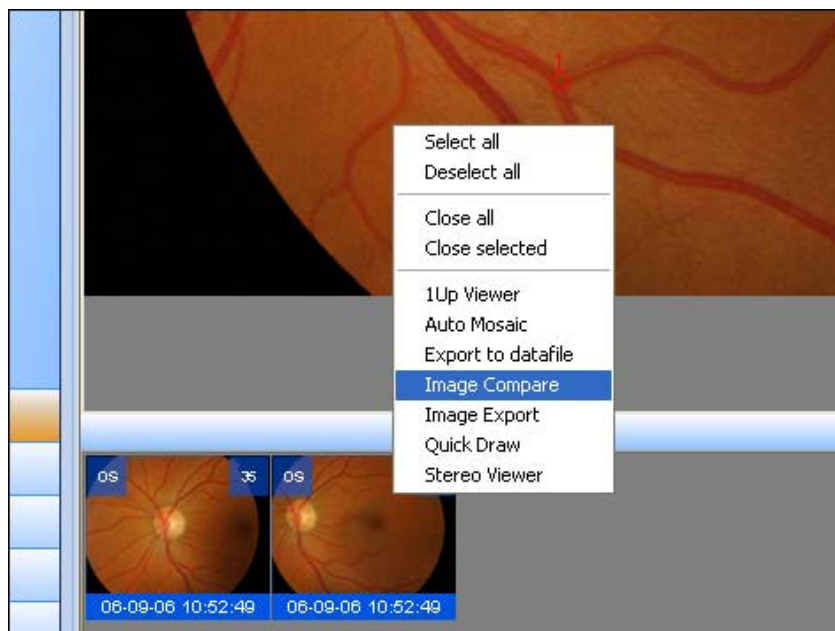 Select all
Deselect all
Close all
Close selected
1Up Viewer
Auto Mosaic
Export to datafile
Image Compare
Image Export
Quick Draw
Stereo Viewer
OS 35 OS
06-09-06 10:52:49 06-09-06 10:52:49